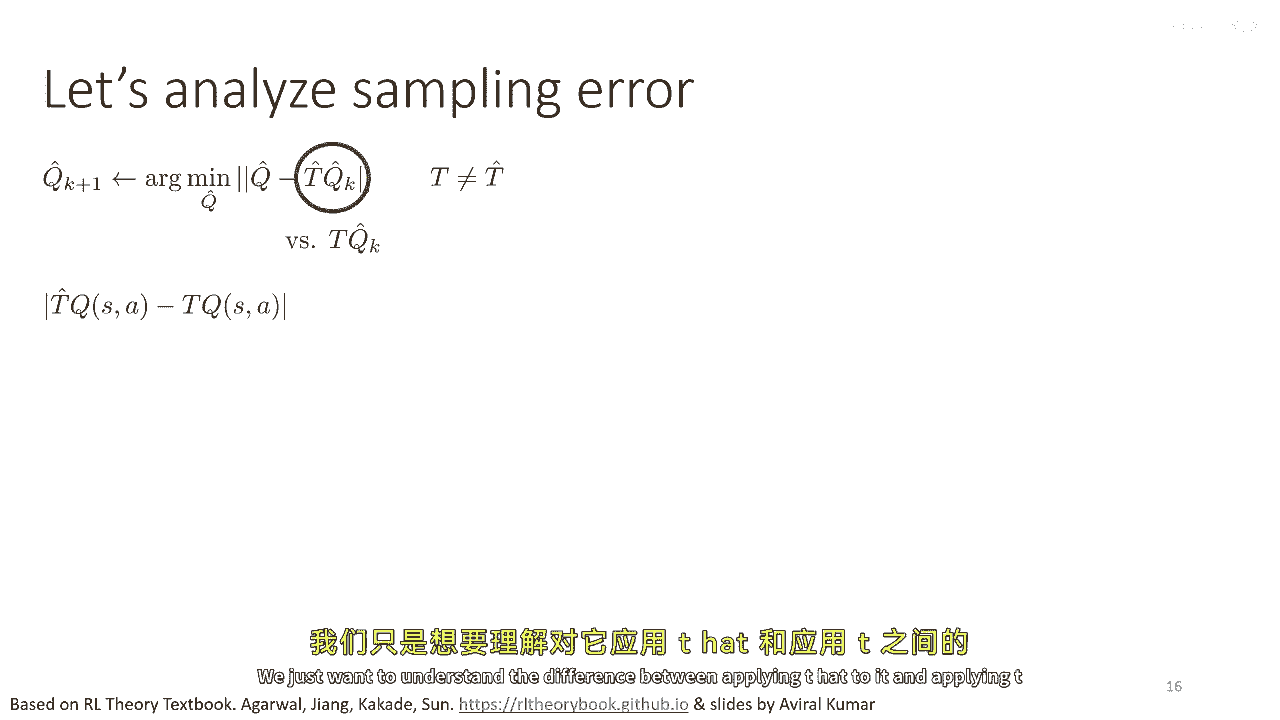 Let's analyze sampling error
$\hat{Q}_{k+1} \leftarrow \arg\min_{\hat{Q}} ||\hat{Q} - \hat{T}\hat{Q}_k|$ $T \neq \hat{T}$
vs. $T\hat{Q}_k$
$|\hat{T}Q(s, a) - TQ(s, a)|$
我们只是想要理解对它应用 t hat 和应用 t 之间的
We just want to understand the difference between applying t hat to it and applying t
16
Based on RL Theory Textbook. Agarwal, Jiang, Kakade, Sun. https://rltheorybook.github.io & slides by Aviral Kumar